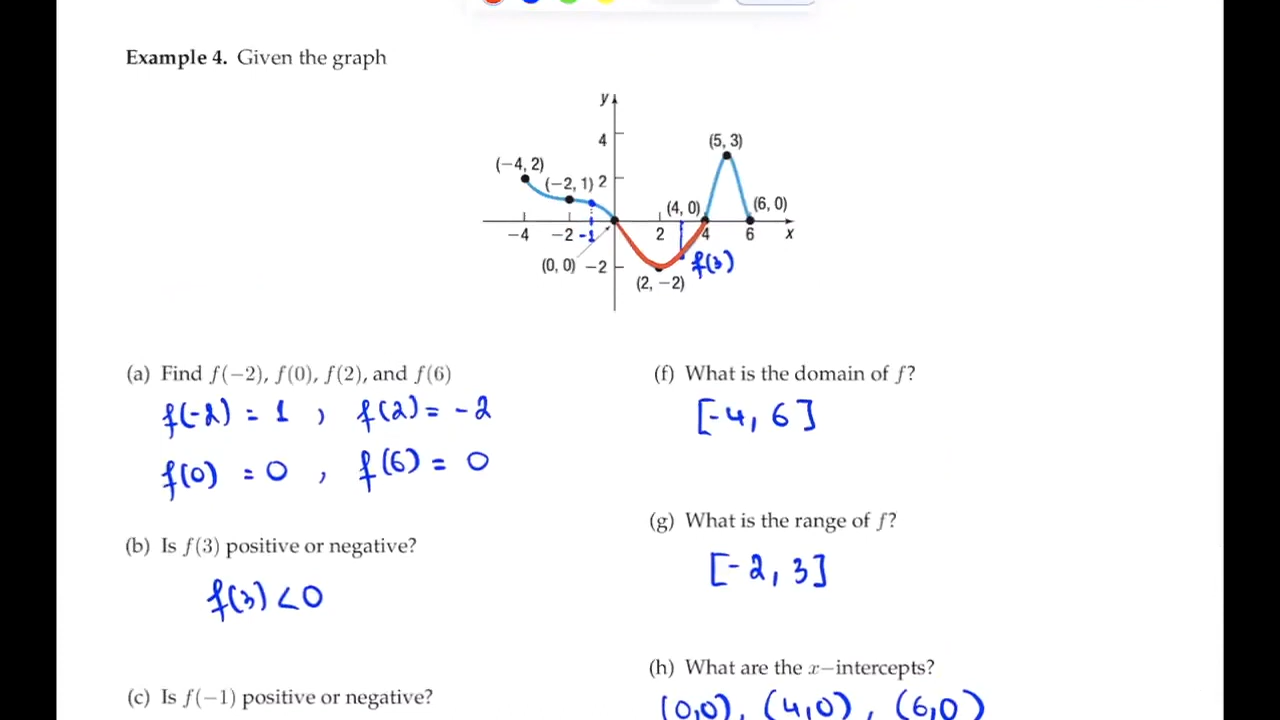 Example 4. Given the graph
y
4
(5, 3)
(−4, 2)
(−2, 1) 2
(4, 0)
(6, 0)
−4 −2 -1 2 4 6 x
(0, 0) −2
f(3)
(2, −2)
(a) Find f(−2), f(0), f(2), and f(6)
f(-2) = 1 , f(2) = -2
f(0) = 0 , f(6) = 0
(b) Is f(3) positive or negative?
f(3) < 0
(c) Is f(−1) positive or negative?
(f) What is the domain of f?
[-4, 6]
(g) What is the range of f?
[-2, 3]
(h) What are the x−intercepts?
(0,0), (4,0), (6,0)